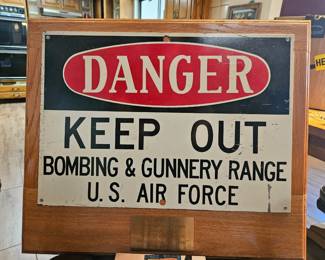 DANGER
KEEP OUT
BOMBING & GUNNERY RANGE
U.S. AIR FORCE